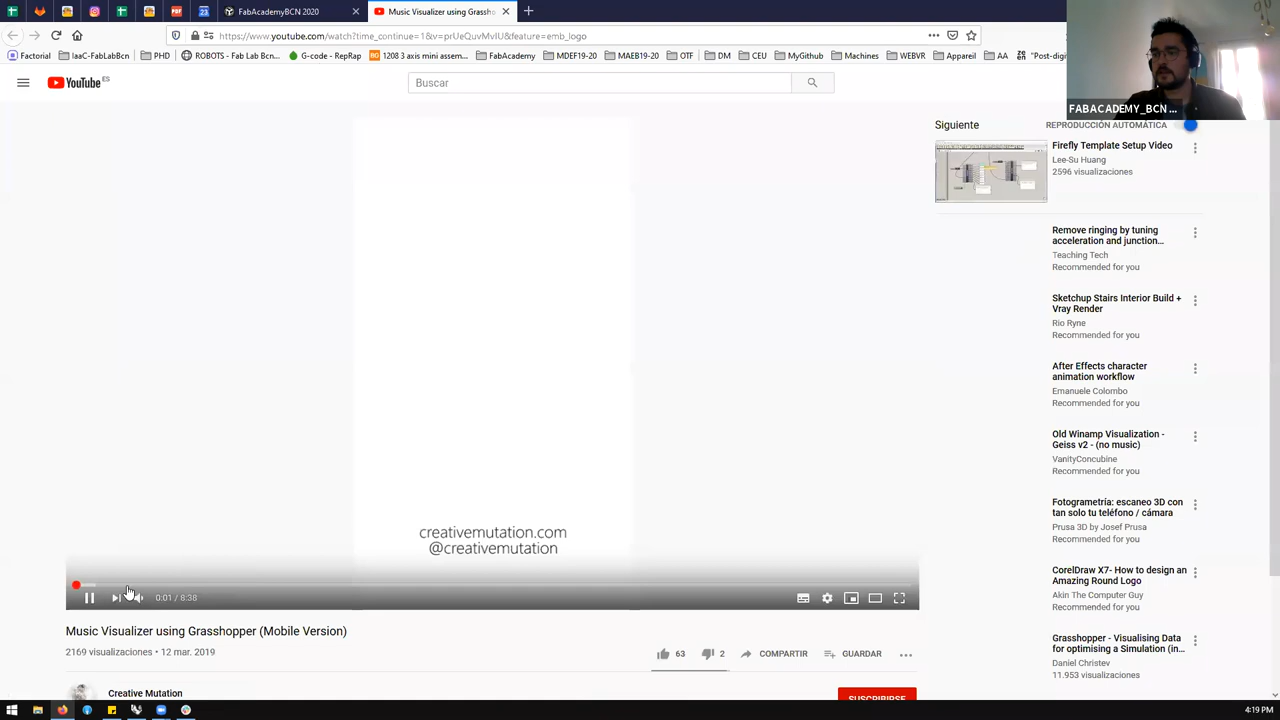 FabAcademyBCN 2020
Music Visualizer using Grassh
https://www.youtube.com/watch?time_continue=1&v=prUeQuvMvIU&feature=emb_logo
Factorial
IaaC-FabLabBcn
PHD
ROBOTS - Fab Lab Bcn...
G-code - RepRap
1208 3 axis mini assem...
FabAcademy
MDEF19-20
MAEB19-20
OTF
DM
CEU
MyGithub
Machines
WEBVR
Appareil
AA
"Post-digi
FABACADEMY_BCN ...
YouTube ES
Buscar
Siguiente
REPRODUCCIÓN AUTOMÁTICA
Firefly Template Setup Video
Lee-Su Huang
2596 visualizaciones
Remove ringing by tuning
acceleration and junction...
Teaching Tech
Recommended for you
Sketchup Stairs Interior Build +
Vray Render
Rio Ryne
Recommended for you
After Effects character
animation workflow
Emanuele Colombo
Recommended for you
Old Winamp Visualization -
Geiss v2 - (no music)
VanityConcubine
Recommended for you
Fotogrametría: escaneo 3D con
tan solo tu teléfono / cámara
Prusa 3D by Josef Prusa
Recommended for you
CorelDraw X7- How to design an
Amazing Round Logo
Akin The Computer Guy
Recommended for you
Grasshopper - Visualising Data
for optimising a Simulation (in...
Daniel Christev
11.953 visualizaciones
creativemutation.com
@creativemutation
0:01 / 8:38
Music Visualizer using Grasshopper (Mobile Version)
2169 visualizaciones • 12 mar. 2019
63
2
COMPARTIR
GUARDAR
Creative Mutation
SUSCRIBIRSE
4:19 PM